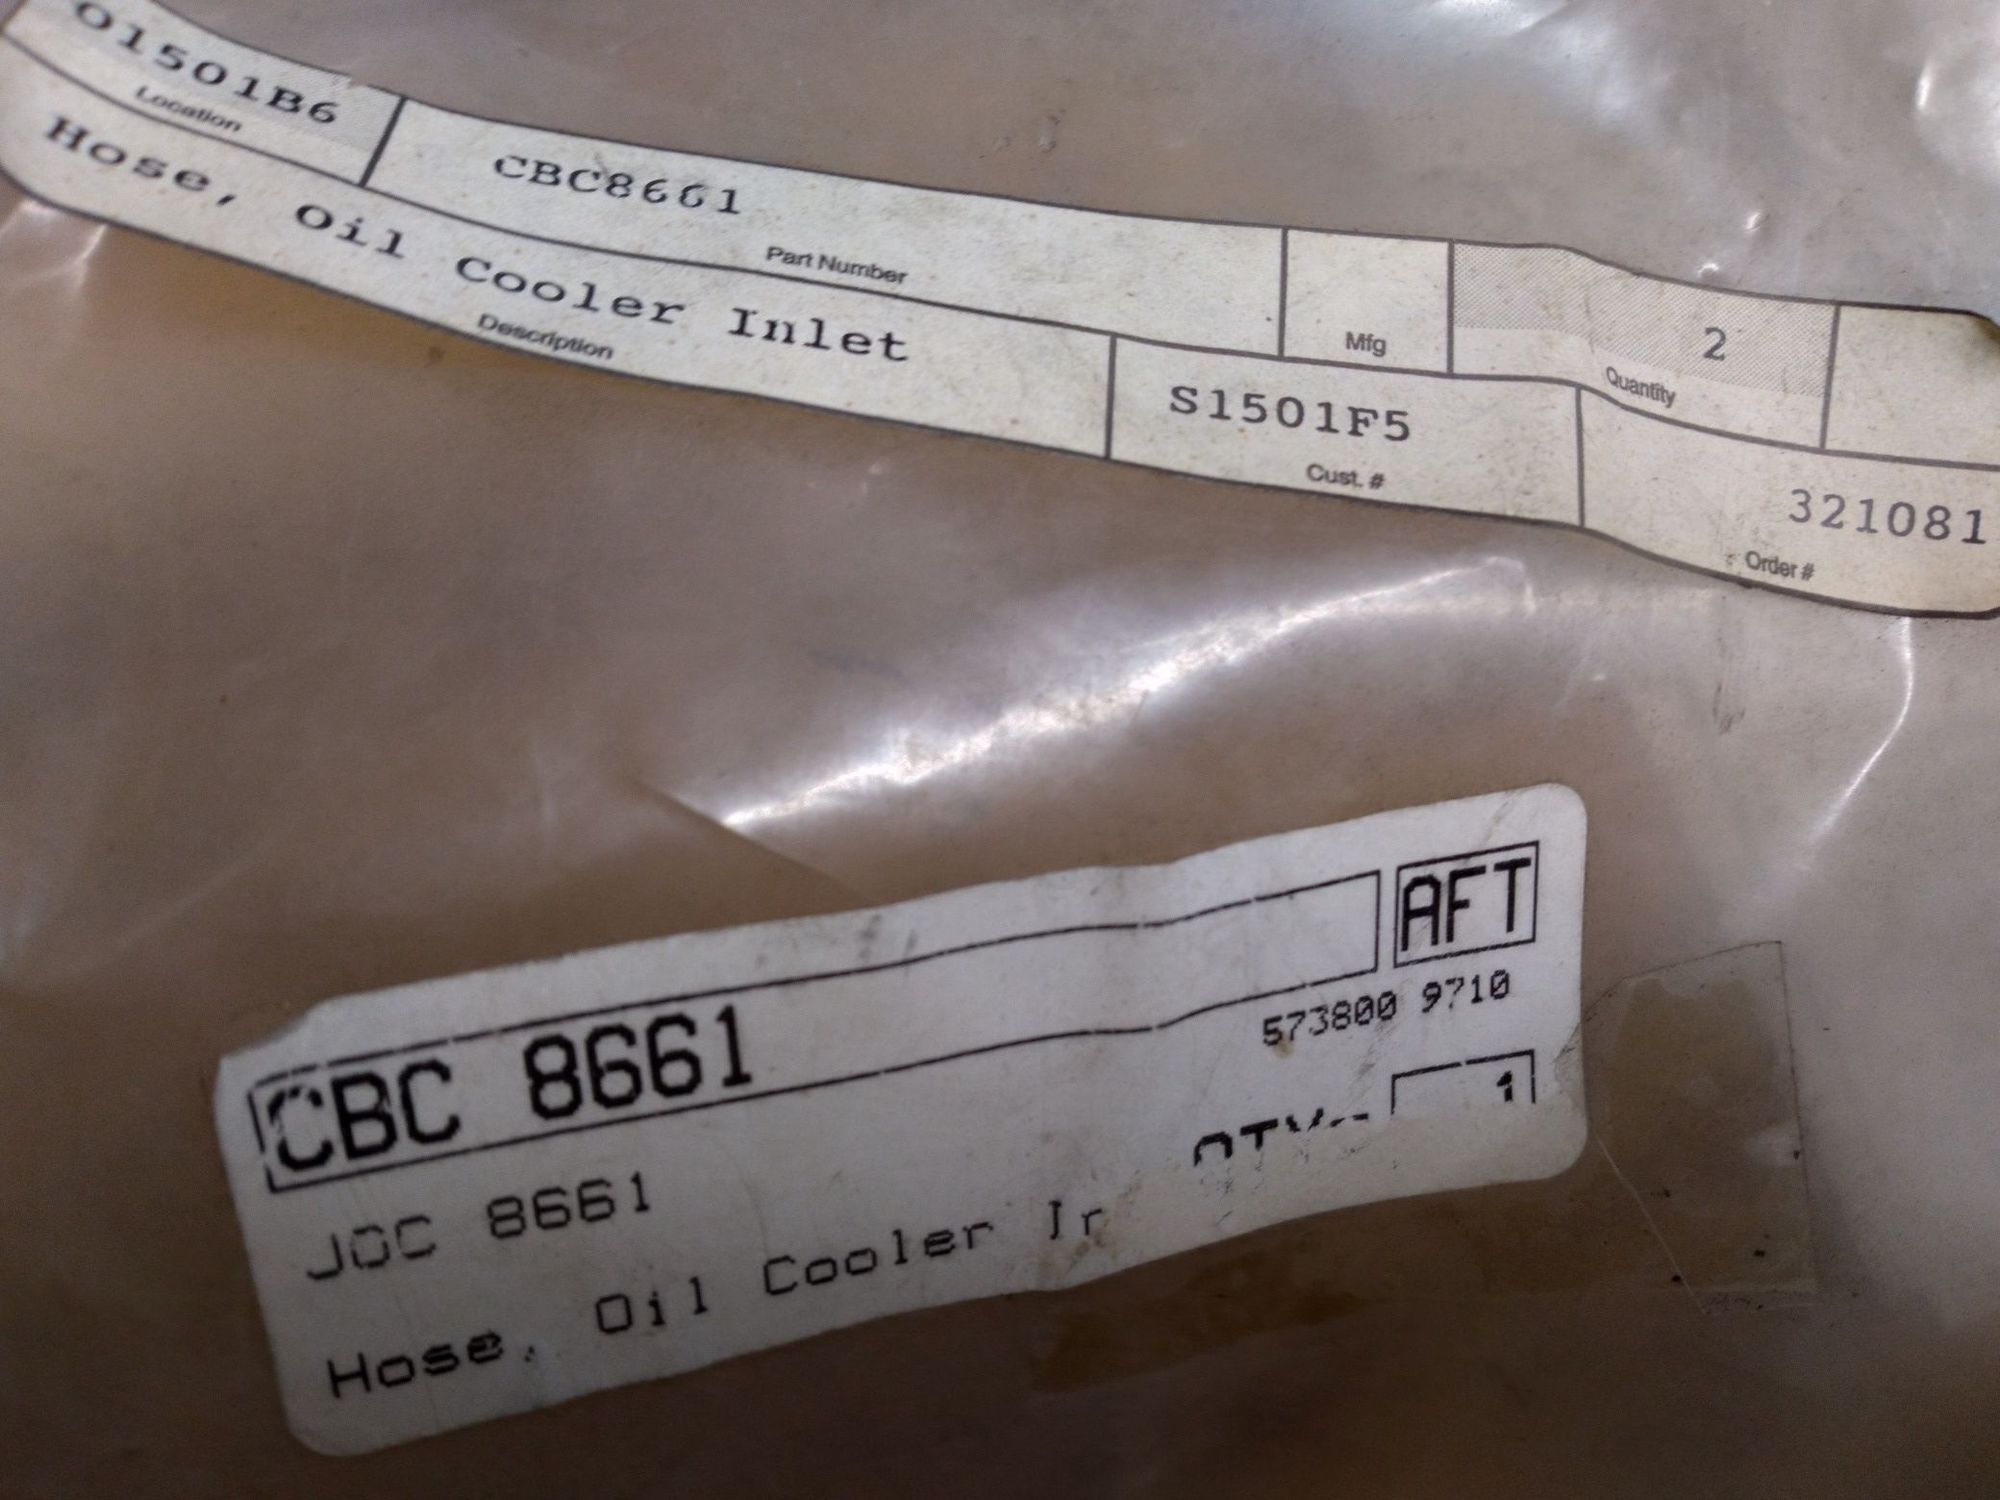 01501B6
Location
CBC8661
Part Number
Mfg
2
Quantity
Hose, Oil Cooler Inlet
Description
S1501F5
Cust. #
321081
Order #
AFT
CBC 8661
573800 9710
QTY:
1
JOC 8661
Hose, Oil Cooler